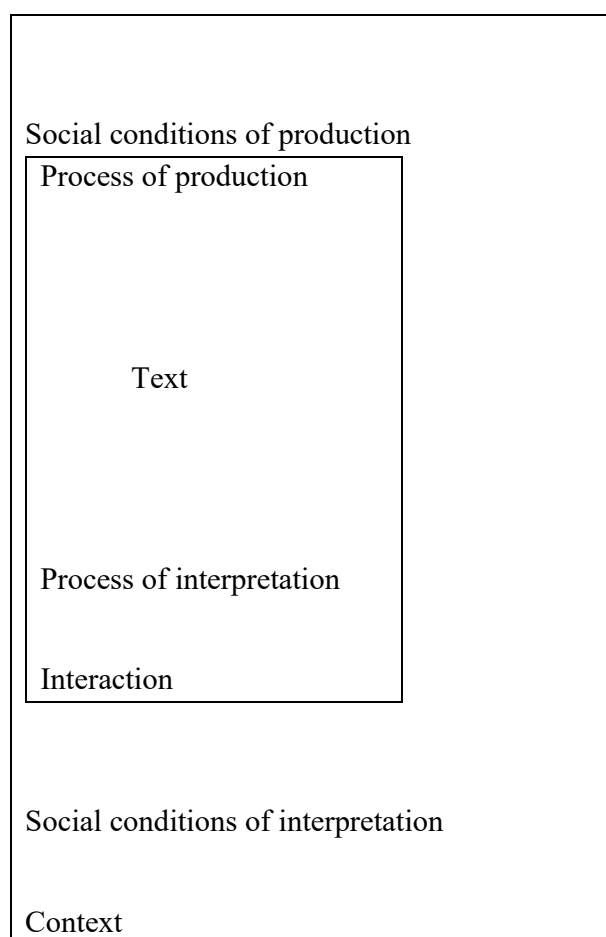 Social conditions of production
Process of production
Text
Process of interpretation
Interaction
Social conditions of interpretation
Context